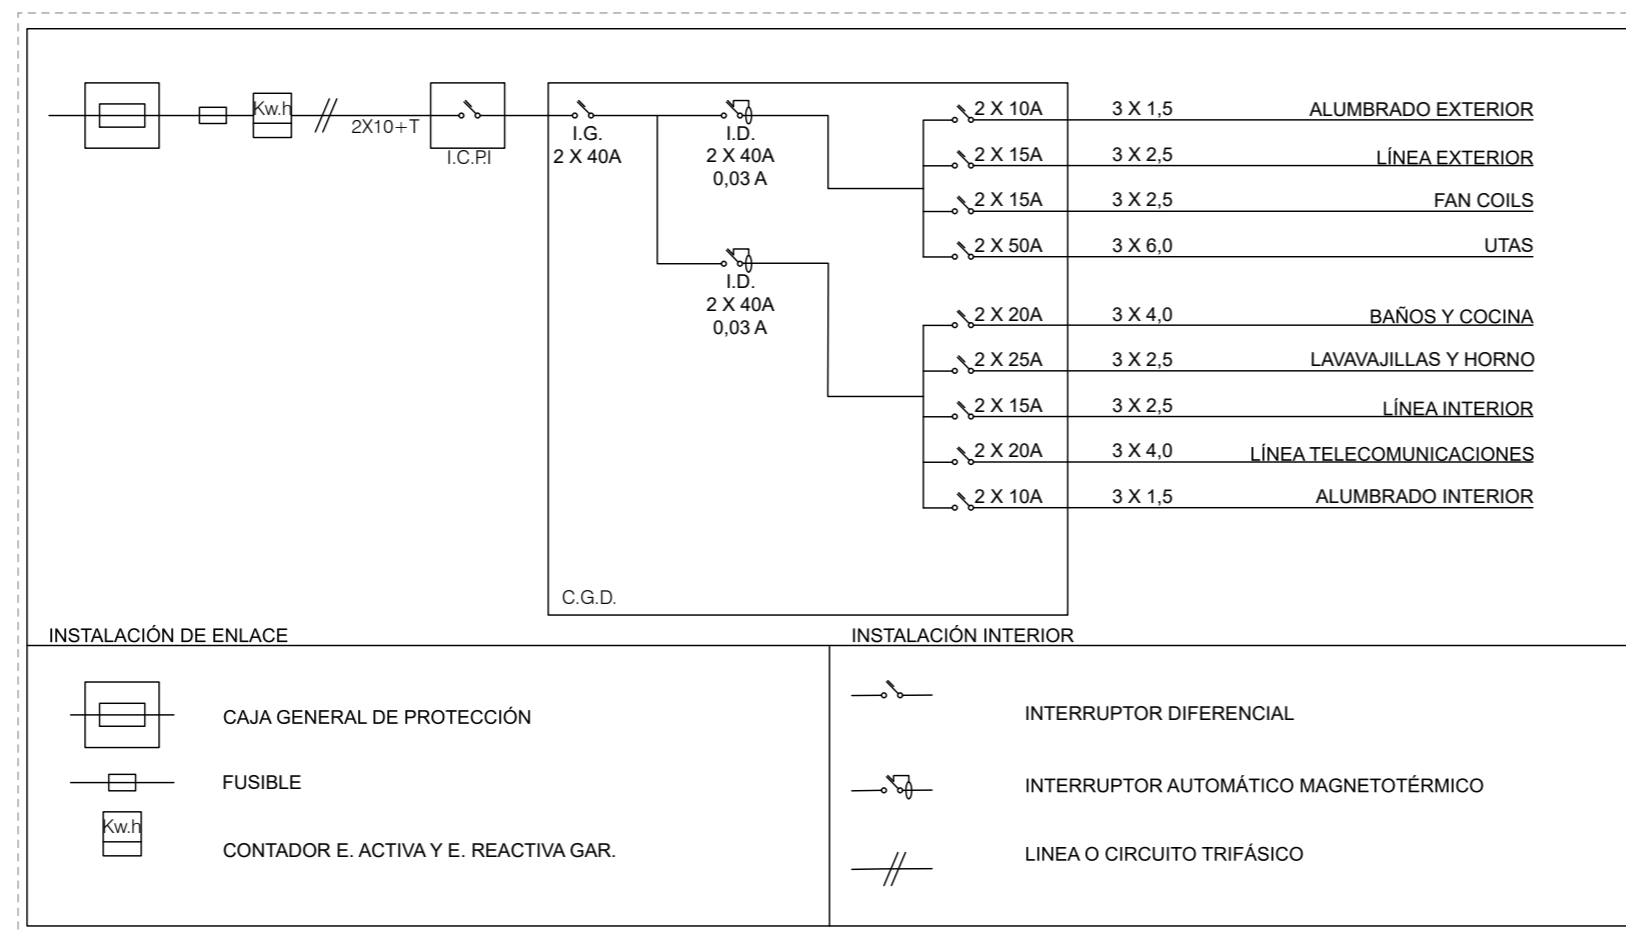 Kw.h
2X10+T
I.C.P.I
I.G.
2 X 40A
I.D.
2 X 40A
0,03 A
I.D.
2 X 40A
0,03 A
2 X 10A 3 X 1,5 ALUMBRADO EXTERIOR
2 X 15A 3 X 2,5 LÍNEA EXTERIOR
2 X 15A 3 X 2,5 FAN COILS
2 X 50A 3 X 6,0 UTAS
2 X 20A 3 X 4,0 BAÑOS Y COCINA
2 X 25A 3 X 2,5 LAVAVAJILLAS Y HORNO
2 X 15A 3 X 2,5 LÍNEA INTERIOR
2 X 20A 3 X 4,0 LÍNEA TELECOMUNICACIONES
2 X 10A 3 X 1,5 ALUMBRADO INTERIOR
C.G.D.
INSTALACIÓN DE ENLACE
CAJA GENERAL DE PROTECCIÓN
FUSIBLE
Kw.h
CONTADOR E. ACTIVA Y E. REACTIVA GAR.
INSTALACIÓN INTERIOR
INTERRUPTOR DIFERENCIAL
INTERRUPTOR AUTOMÁTICO MAGNETOTÉRMICO
LINEA O CIRCUITO TRIFÁSICO